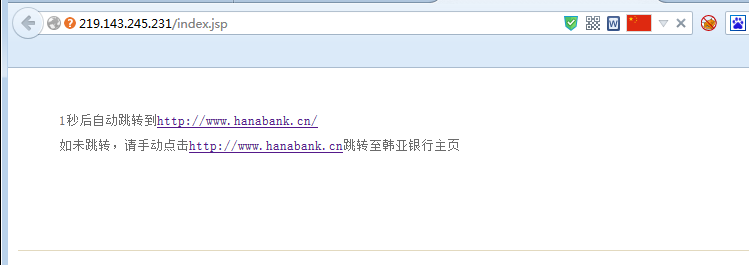 219.143.245.231/index.jsp
1秒后自动跳转到http://www.hanabank.cn/
如未跳转，请手动点击http://www.hanabank.cn跳转至韩亚银行主页